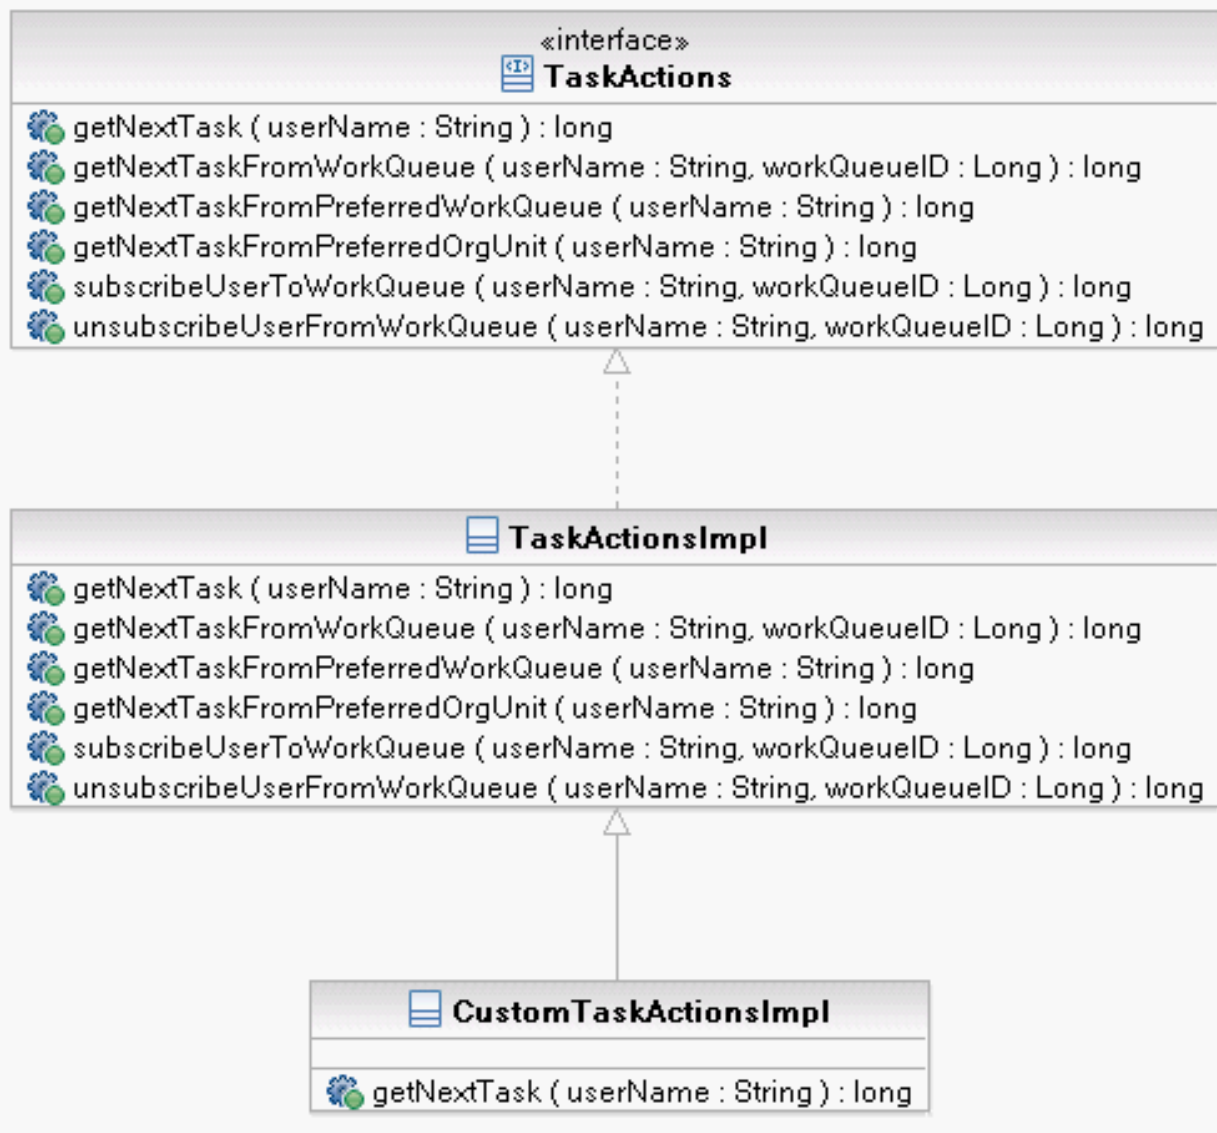 «interface»
TaskActions
getNextTask ( userName : String ) : long
getNextTaskFromWorkQueue ( userName : String, workQueueID : Long ) : long
getNextTaskFromPreferredWorkQueue ( userName : String ) : long
getNextTaskFromPreferredOrgUnit ( userName : String ) : long
subscribeUserToWorkQueue ( userName : String, workQueueID : Long ) : long
unsubscribeUserFromWorkQueue ( userName : String, workQueueID : Long ) : long
TaskActionsImpl
getNextTask ( userName : String ) : long
getNextTaskFromWorkQueue ( userName : String, workQueueID : Long ) : long
getNextTaskFromPreferredWorkQueue ( userName : String ) : long
getNextTaskFromPreferredOrgUnit ( userName : String ) : long
subscribeUserToWorkQueue ( userName : String, workQueueID : Long ) : long
unsubscribeUserFromWorkQueue ( userName : String, workQueueID : Long ) : long
CustomTaskActionsImpl
getNextTask ( userName : String ) : long